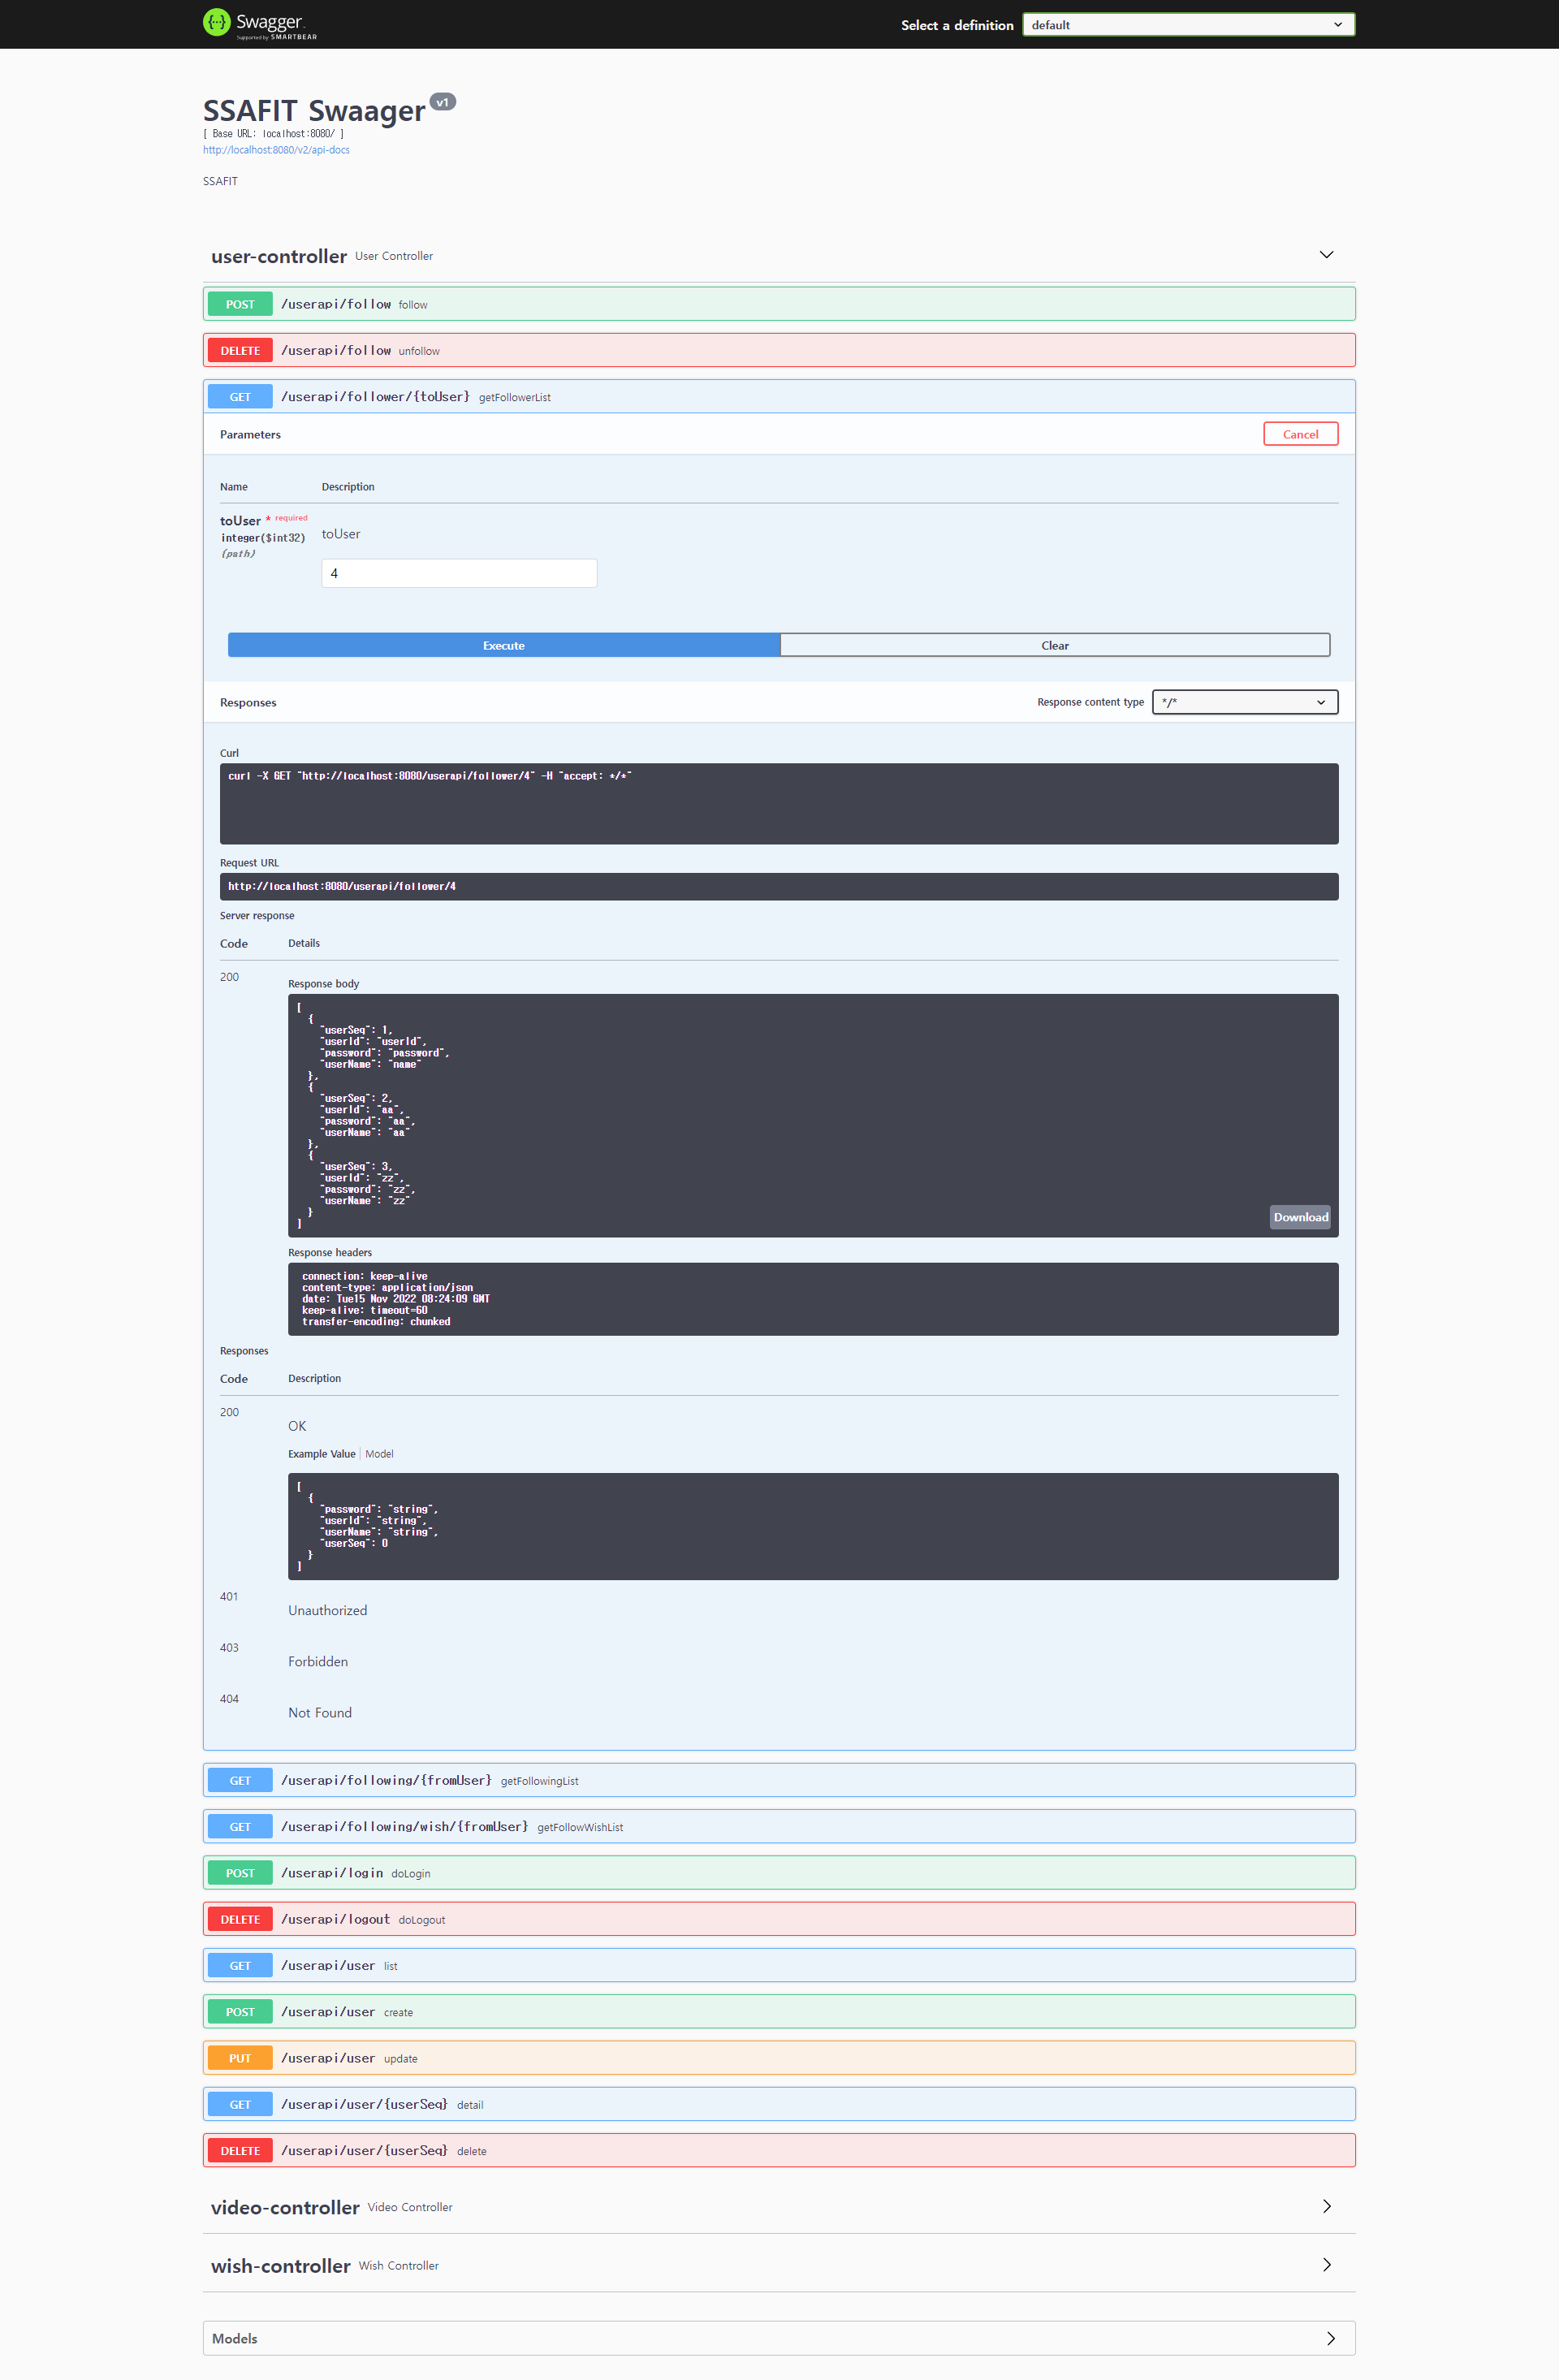 Swagger
Supported by SMARTBEAR
Select a definition
default
SSAFIT Swaager v1
[ Base URL: localhost:8080/ ]
http://localhost:8080/v2/api-docs
SSAFIT
user-controller User Controller
POST /userapi/follow follow
DELETE /userapi/follow unfollow
GET /userapi/follower/{toUser} getFollowerList
Parameters
Cancel
Name Description
toUser * required
integer($int32)
(path)
toUser
4
Execute
Clear
Responses
Response content type
*/*
Curl
curl -X GET "http://localhost:8080/userapi/follower/4" -H "accept: */*"
Request URL
http://localhost:8080/userapi/follower/4
Server response
Code Details
200
Response body
[
{
"userSeq": 1,
"userId": "userId",
"password": "password",
"userName": "name"
},
{
"userSeq": 2,
"userId": "aa",
"password": "aa",
"userName": "aa"
},
{
"userSeq": 3,
"userId": "zz",
"password": "zz",
"userName": "zz"
}
]
Download
Response headers
connection: keep-alive
content-type: application/json
date: Tue15 Nov 2022 08:24:09 GMT
keep-alive: timeout=60
transfer-encoding: chunked
Responses
Code Description
200
OK
Example Value Model
[
{
"password": "string",
"userId": "string",
"userName": "string",
"userSeq": 0
}
]
401
Unauthorized
403
Forbidden
404
Not Found
GET /userapi/following/{fromUser} getFollowingList
GET /userapi/following/wish/{fromUser} getFollowWishList
POST /userapi/login doLogin
DELETE /userapi/logout doLogout
GET /userapi/user list
POST /userapi/user create
PUT /userapi/user update
GET /userapi/user/{userSeq} detail
DELETE /userapi/user/{userSeq} delete
video-controller Video Controller
wish-controller Wish Controller
Models